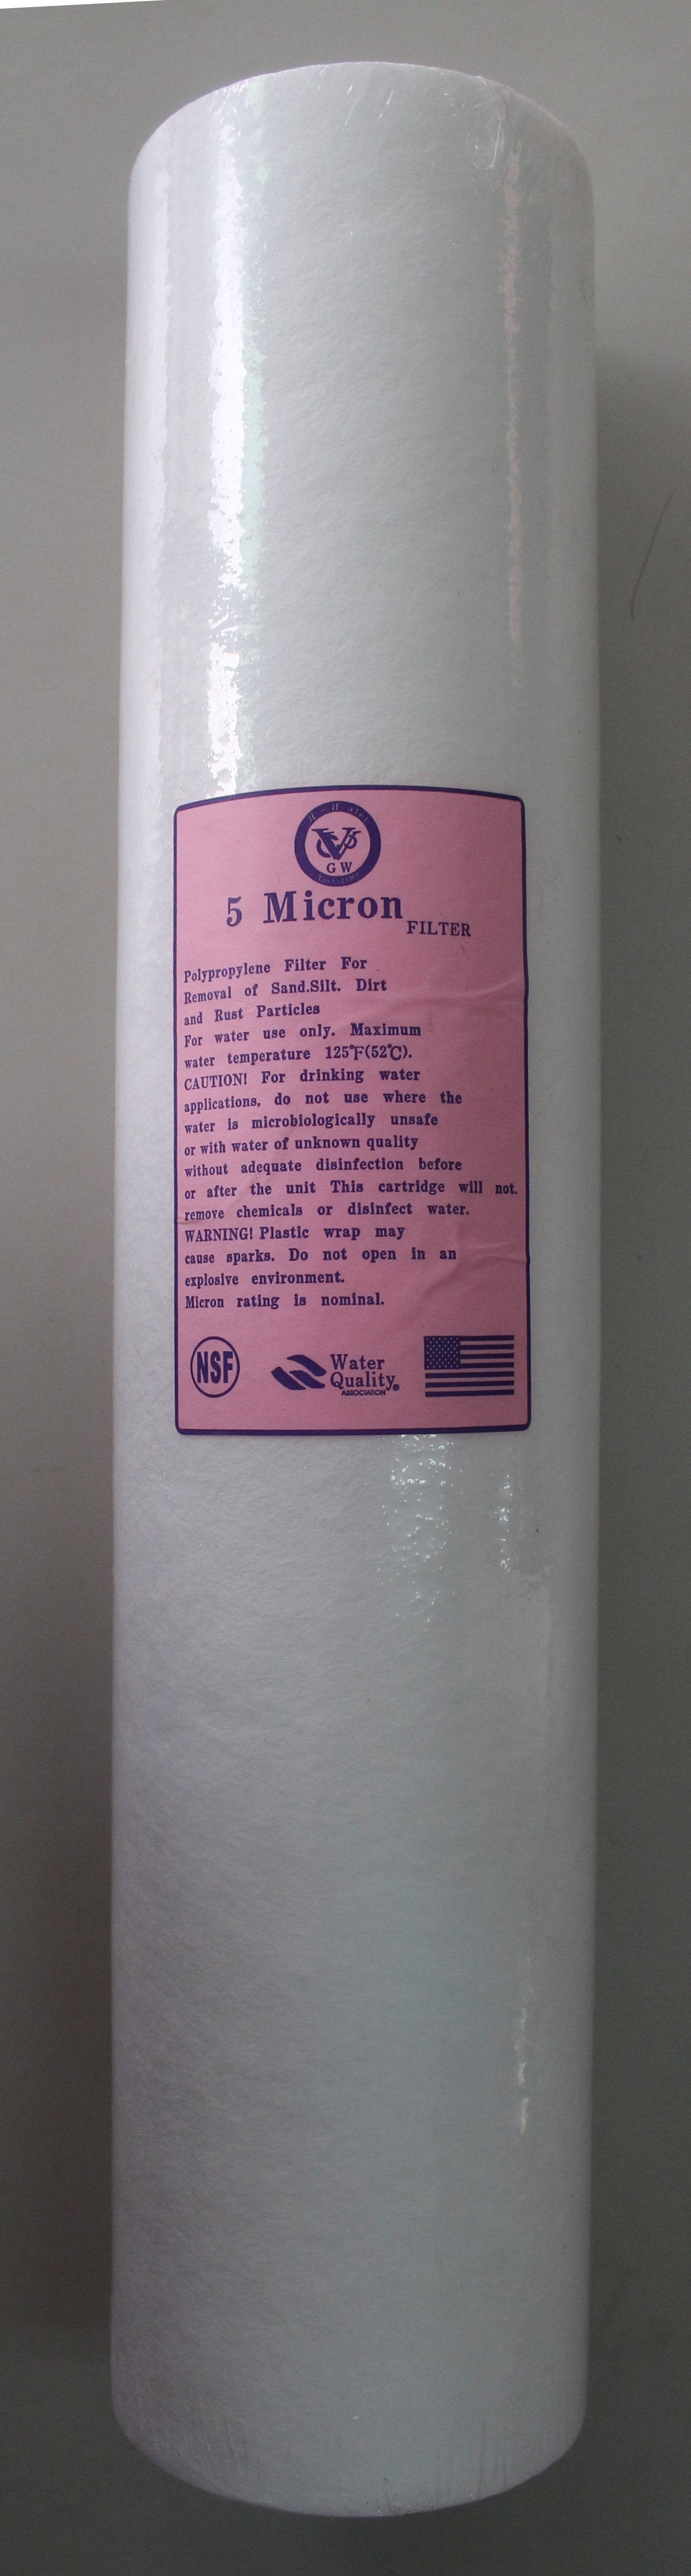 GW
5 Micron
FILTER
Polypropylene Filter For
Removal of Sand.Silt. Dirt
and Rust Particles
For water use only. Maximum
water temperature 125℉(52℃).
CAUTION! For drinking water
applications, do not use where the
water is microbiologically unsafe
or with water of unknown quality
without adequate disinfection before
or after the unit This cartridge will not.
remove chemicals or disinfect water.
WARNING! Plastic wrap may
cause sparks. Do not open in an
explosive environment.
Micron rating is nominal.
NSF
Water
Quality®
ASSOCIATION